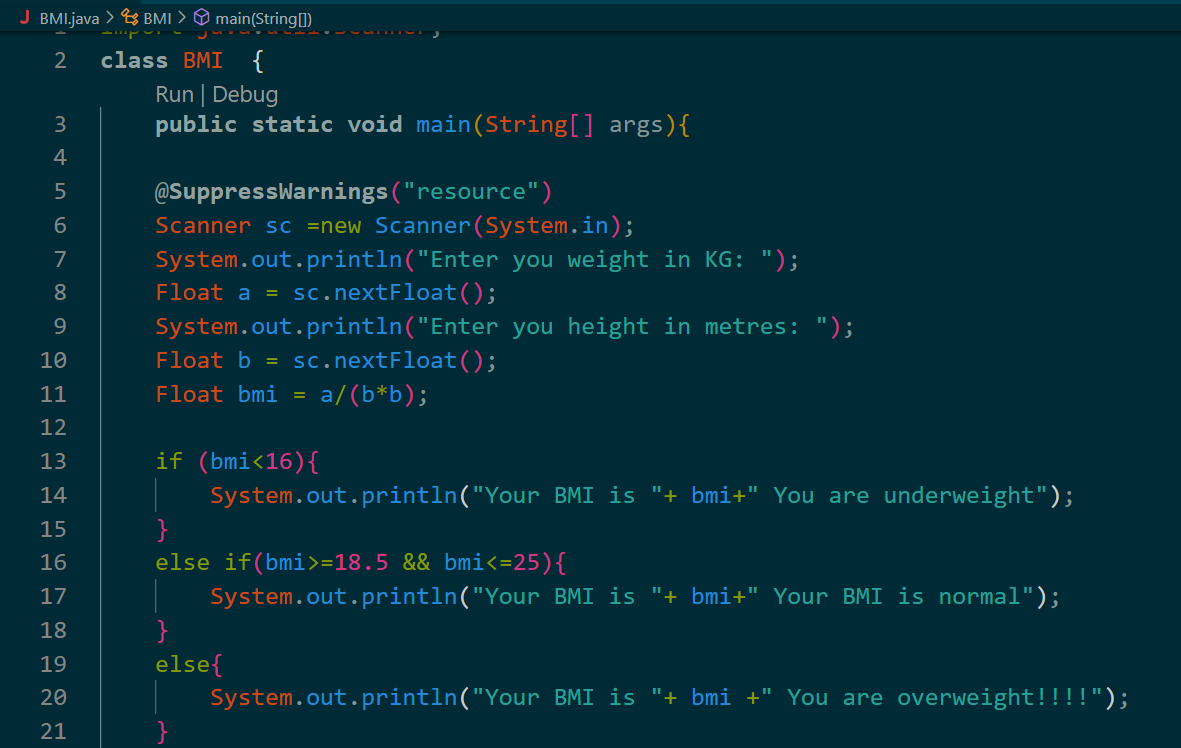 BMI.java > BMI > main(String[])
1 import java.util.Scanner;
2 class BMI {
Run | Debug
3 public static void main(String[] args){
4
5 @SuppressWarnings("resource")
6 Scanner sc =new Scanner(System.in);
7 System.out.println("Enter you weight in KG: ");
8 Float a = sc.nextFloat();
9 System.out.println("Enter you height in metres: ");
10 Float b = sc.nextFloat();
11 Float bmi = a/(b*b);
12
13 if (bmi<16){
14 System.out.println("Your BMI is "+ bmi+" You are underweight");
15 }
16 else if(bmi>=18.5 && bmi<=25){
17 System.out.println("Your BMI is "+ bmi+" Your BMI is normal");
18 }
19 else{
20 System.out.println("Your BMI is "+ bmi +" You are overweight!!!!");
21 }